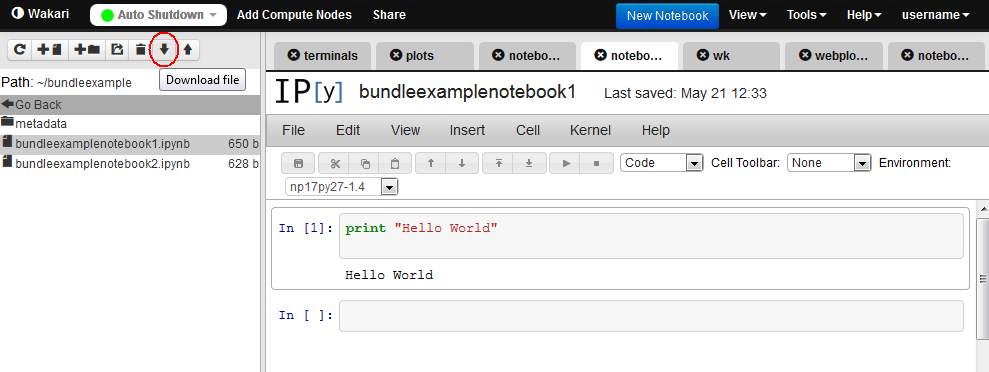 Wakari Auto Shutdown Add Compute Nodes Share New Notebook View Tools Help username
terminals plots notebo... notebo... wk webplo... notebo...
Path: ~/bundleexample
Download file
Go Back
metadata
bundleexamplenotebook1.ipynb 650 b
bundleexamplenotebook2.ipynb 628 b
IP[y] bundleexamplenotebook1 Last saved: May 21 12:33
File Edit View Insert Cell Kernel Help
Code Cell Toolbar: None Environment:
np17py27-1.4
In [1]: print "Hello World"
Hello World
In [ ]: